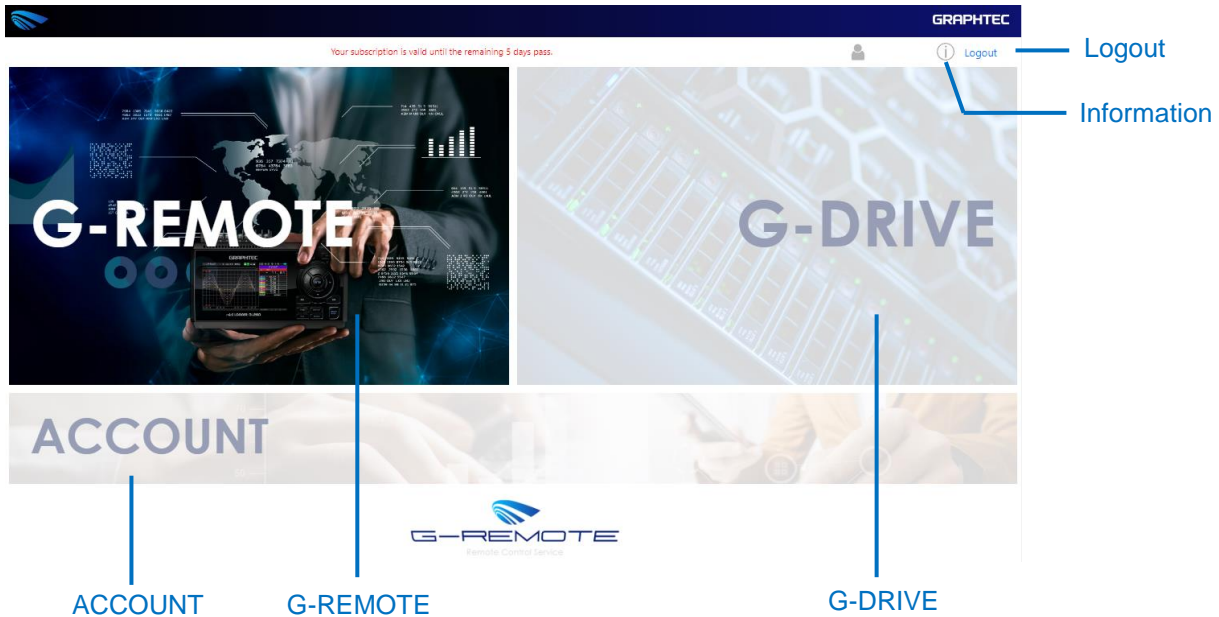 GRAPHTEC
Your subscription is valid until the remaining 5 days pass.
Logout
Logout
Information
G-REMOTE
G-DRIVE
GRAPHTEC
ACCOUNT
G-REMOTE
Remote Control Service
ACCOUNT
G-REMOTE
G-DRIVE